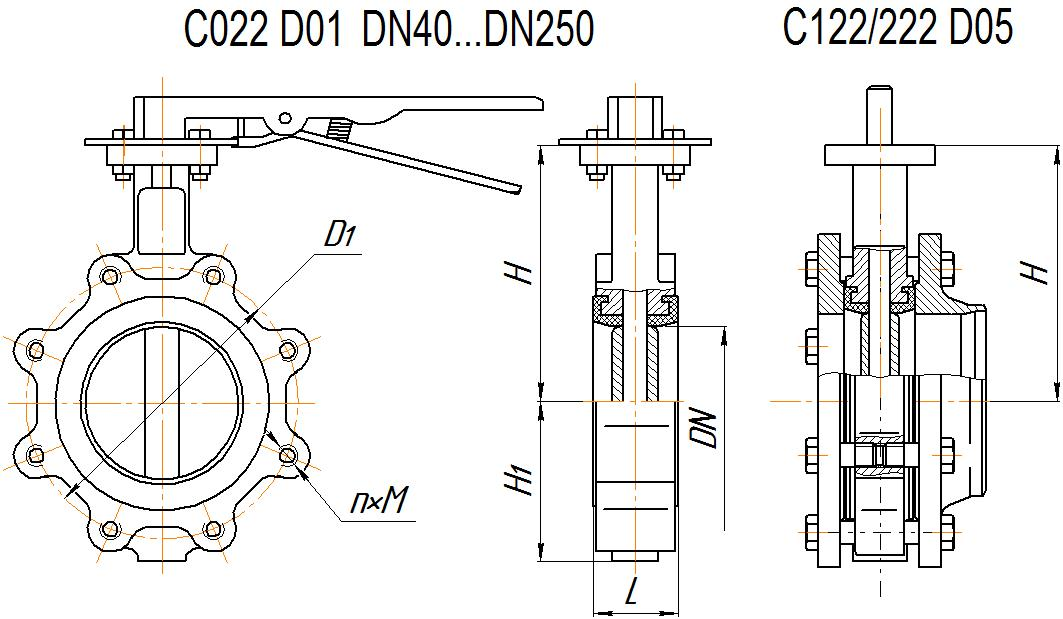 C022 D01 DN40...DN250
C122/222 D05
D1
H
H
DN
H1
n×M
L